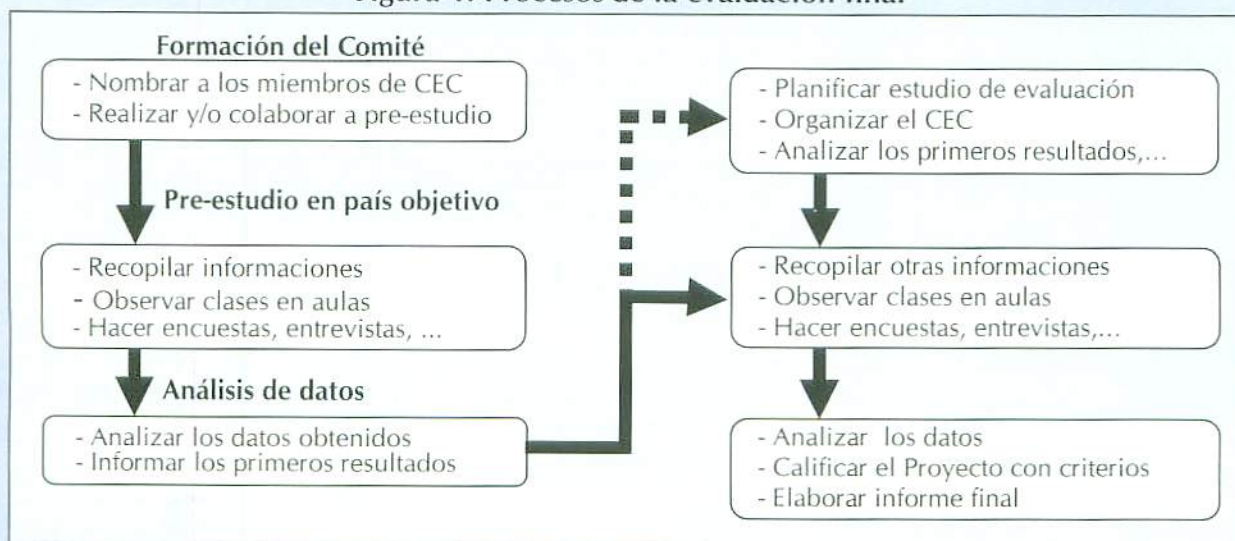 Formación del Comité
- Nombrar a los miembros de CEC
- Realizar y/o colaborar a pre-estudio
Pre-estudio en país objetivo
- Recopilar informaciones
- Observar clases en aulas
- Hacer encuestas, entrevistas, ...
Análisis de datos
- Analizar los datos obtenidos
- Informar los primeros resultados
- Planificar estudio de evaluación
- Organizar el CEC
- Analizar los primeros resultados,...
- Recopilar otras informaciones
- Observar clases en aulas
- Hacer encuestas, entrevistas,...
- Analizar los datos
- Calificar el Proyecto con criterios
- Elaborar informe final